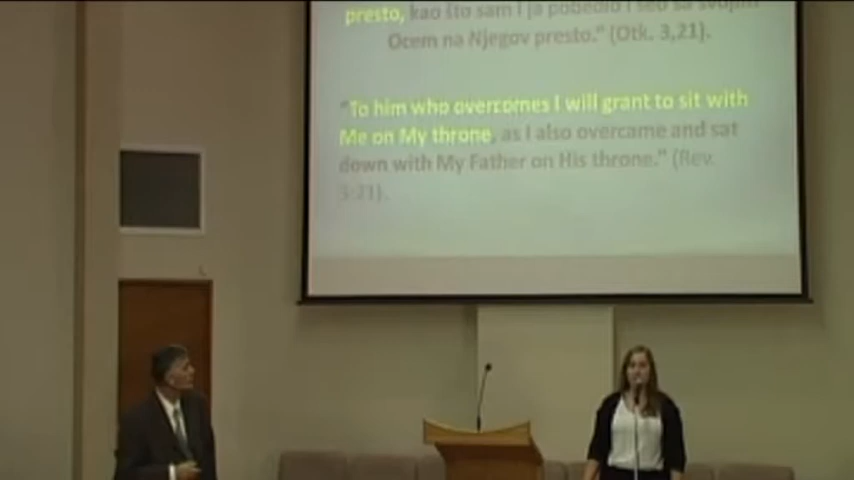 presto, kao što sam i ja pobedio i seo sa svojim
Ocem na Njegov presto.” (Otk. 3,21).
“To him who overcomes I will grant to sit with
Me on My throne, as I also overcame and sat
down with My Father on His throne.” (Rev.
3:21).